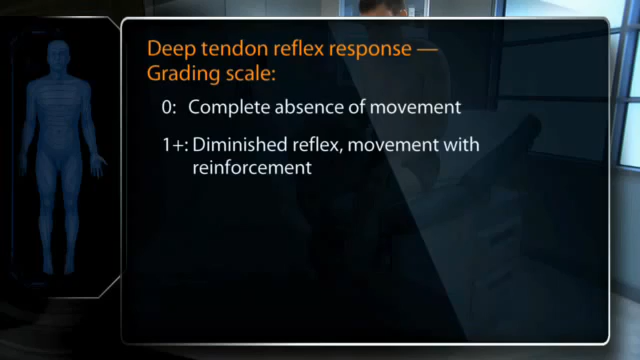 Deep tendon reflex response —
Grading scale:
0: Complete absence of movement
1+: Diminished reflex, movement with
reinforcement